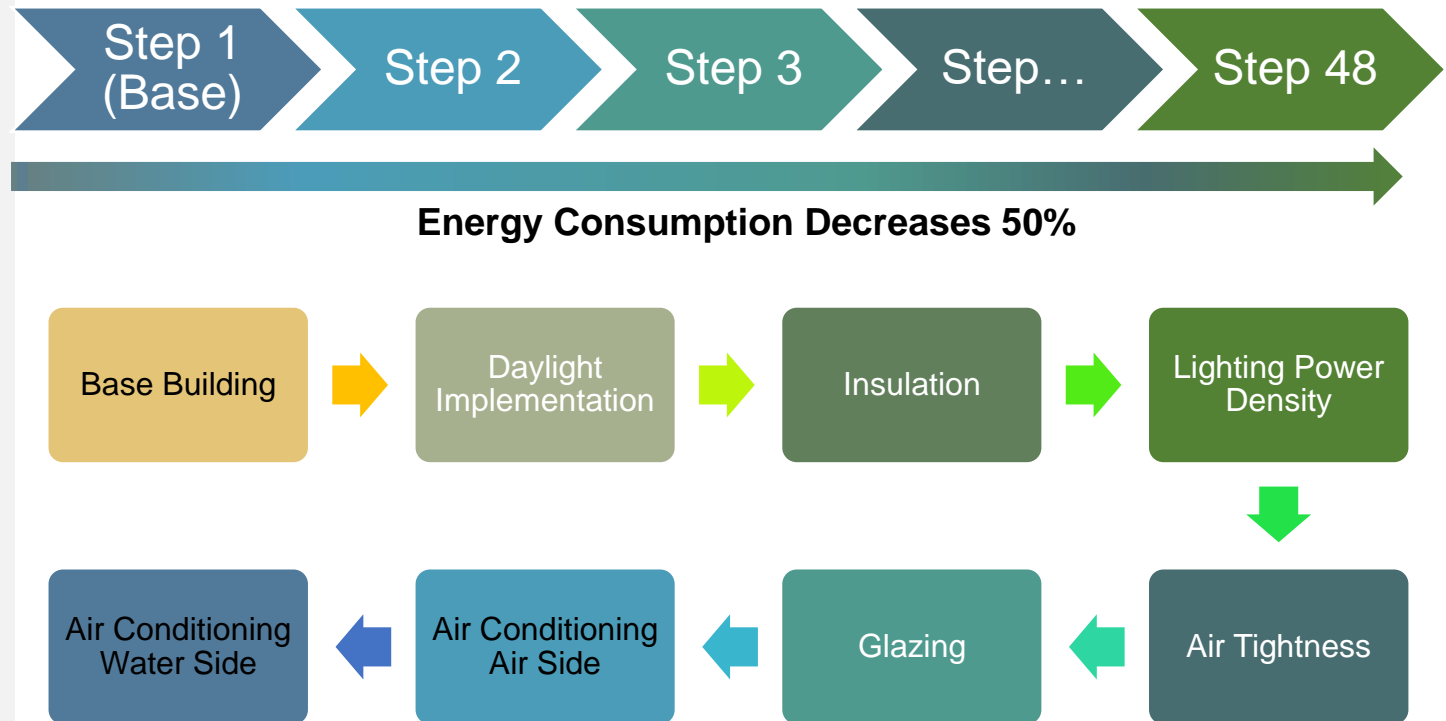 Step 1
(Base)
Step 2
Step 3
Step…
Step 48
Energy Consumption Decreases 50%
Base Building
Daylight
Implementation
Insulation
Lighting Power
Density
Air Conditioning
Water Side
Air Conditioning
Air Side
Glazing
Air Tightness